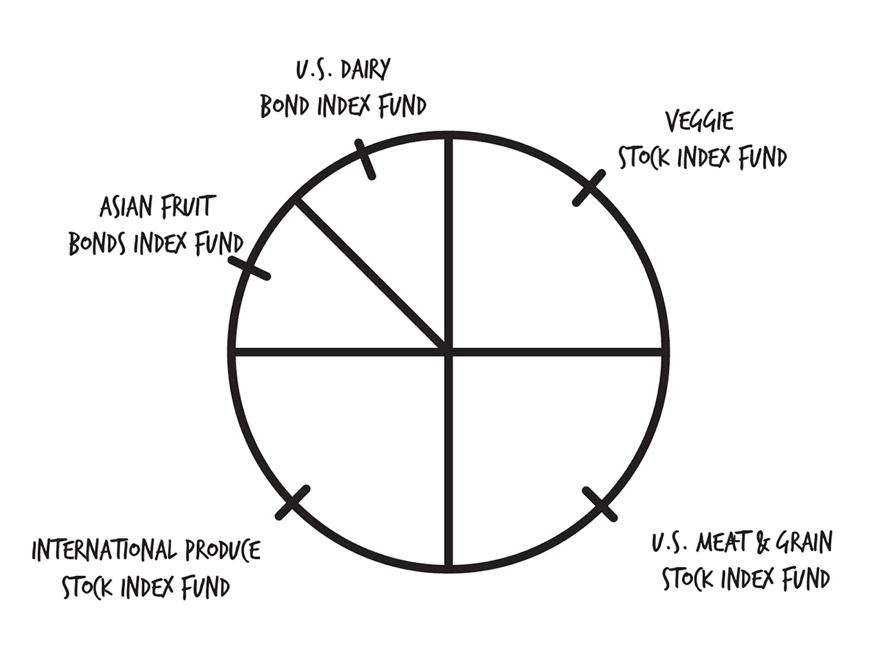 U.S. DAIRY
BOND INDEX FUND
VEGGIE
STOCK INDEX FUND
ASIAN FRUIT
BONDS INDEX FUND
INTERNATIONAL PRODUCE
STOCK INDEX FUND
U.S. MEAT & GRAIN
STOCK INDEX FUND